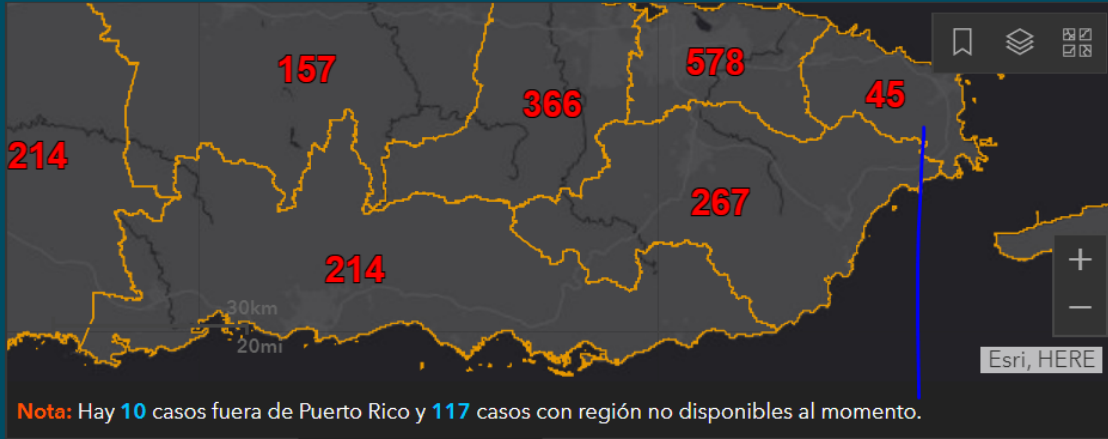 578
157
45
366
214
267
214
30km
20mi
Esri, HERE
Nota: Hay 10 casos fuera de Puerto Rico y 117 casos con región no disponibles al momento.